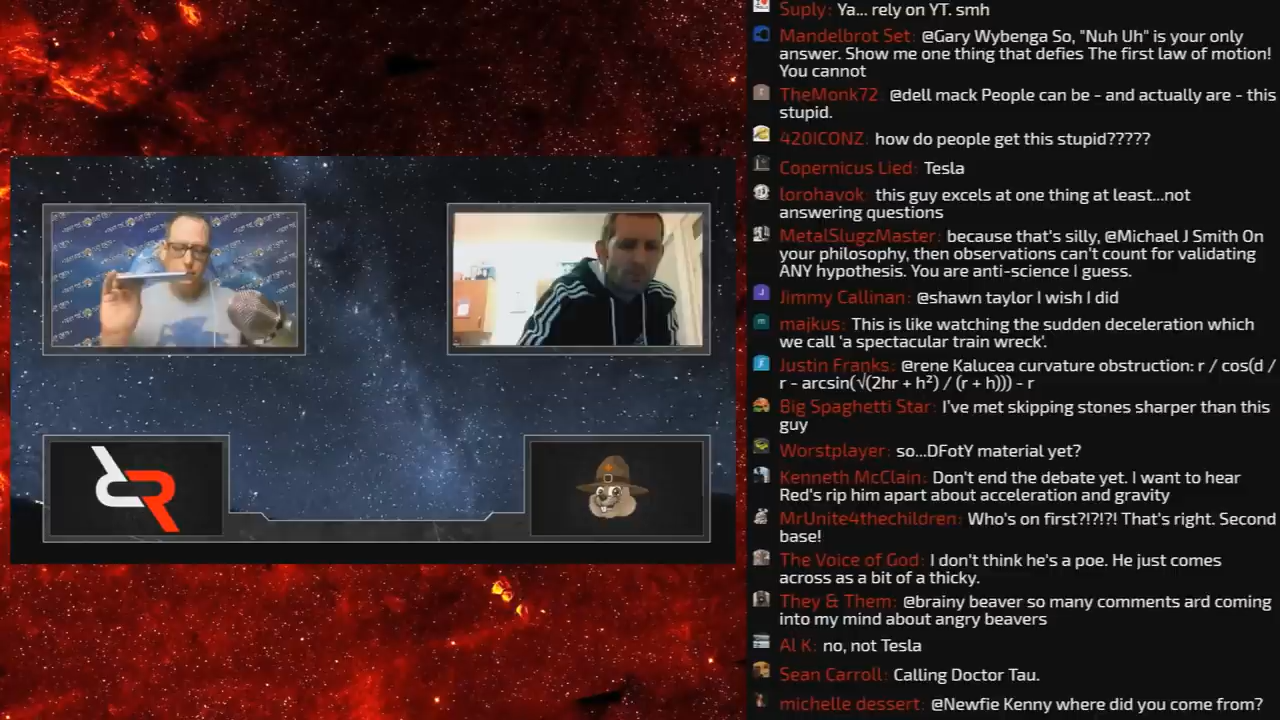 Suply: Ya... rely on YT. smh
Mandelbrot Set: @Gary Wybenga So, "Nuh Uh" is your only
answer. Show me one thing that defies The first law of motion!
You cannot
TheMonk72 @dell mack People can be - and actually are - this
stupid.
420ICONZ how do people get this stupid?????
Copernicus Lied: Tesla
lorohavok this guy excels at one thing at least...not
answering questions
MetalSlugzMaster: because that's silly, @Michael J Smith On
your philosophy, then observations can't count for validating
ANY hypothesis. You are anti-science I guess.
Jimmy Callinan: @shawn taylor I wish I did
majkus: This is like watching the sudden deceleration which
we call 'a spectacular train wreck'.
Justin Franks: @rene Kalucea curvature obstruction: r / cos(d /
r - arcsin(√(2hr + h²) / (r + h))) - r
Big Spaghetti Star: I've met skipping stones sharper than this
guy
Worstplayer: so...DFotY material yet?
Kenneth McClain: Don't end the debate yet. I want to hear
Red's rip him apart about acceleration and gravity
MrUnite4thechildren: Who's on first?!?!?! That's right. Second
base!
The Voice of God: I don't think he's a poe. He just comes
across as a bit of a thicky.
They & Them: @brainy beaver so many comments ard coming
into my mind about angry beavers
Al K: no, not Tesla
Sean Carroll: Calling Doctor Tau.
michelle dessert: @Newfie Kenny where did you come from?